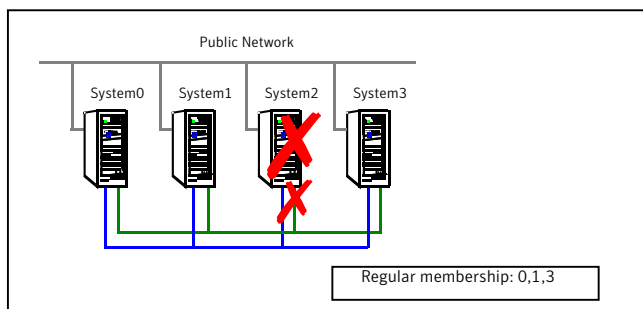 Public Network
System0 System1 System2 System3
Regular membership: 0,1,3